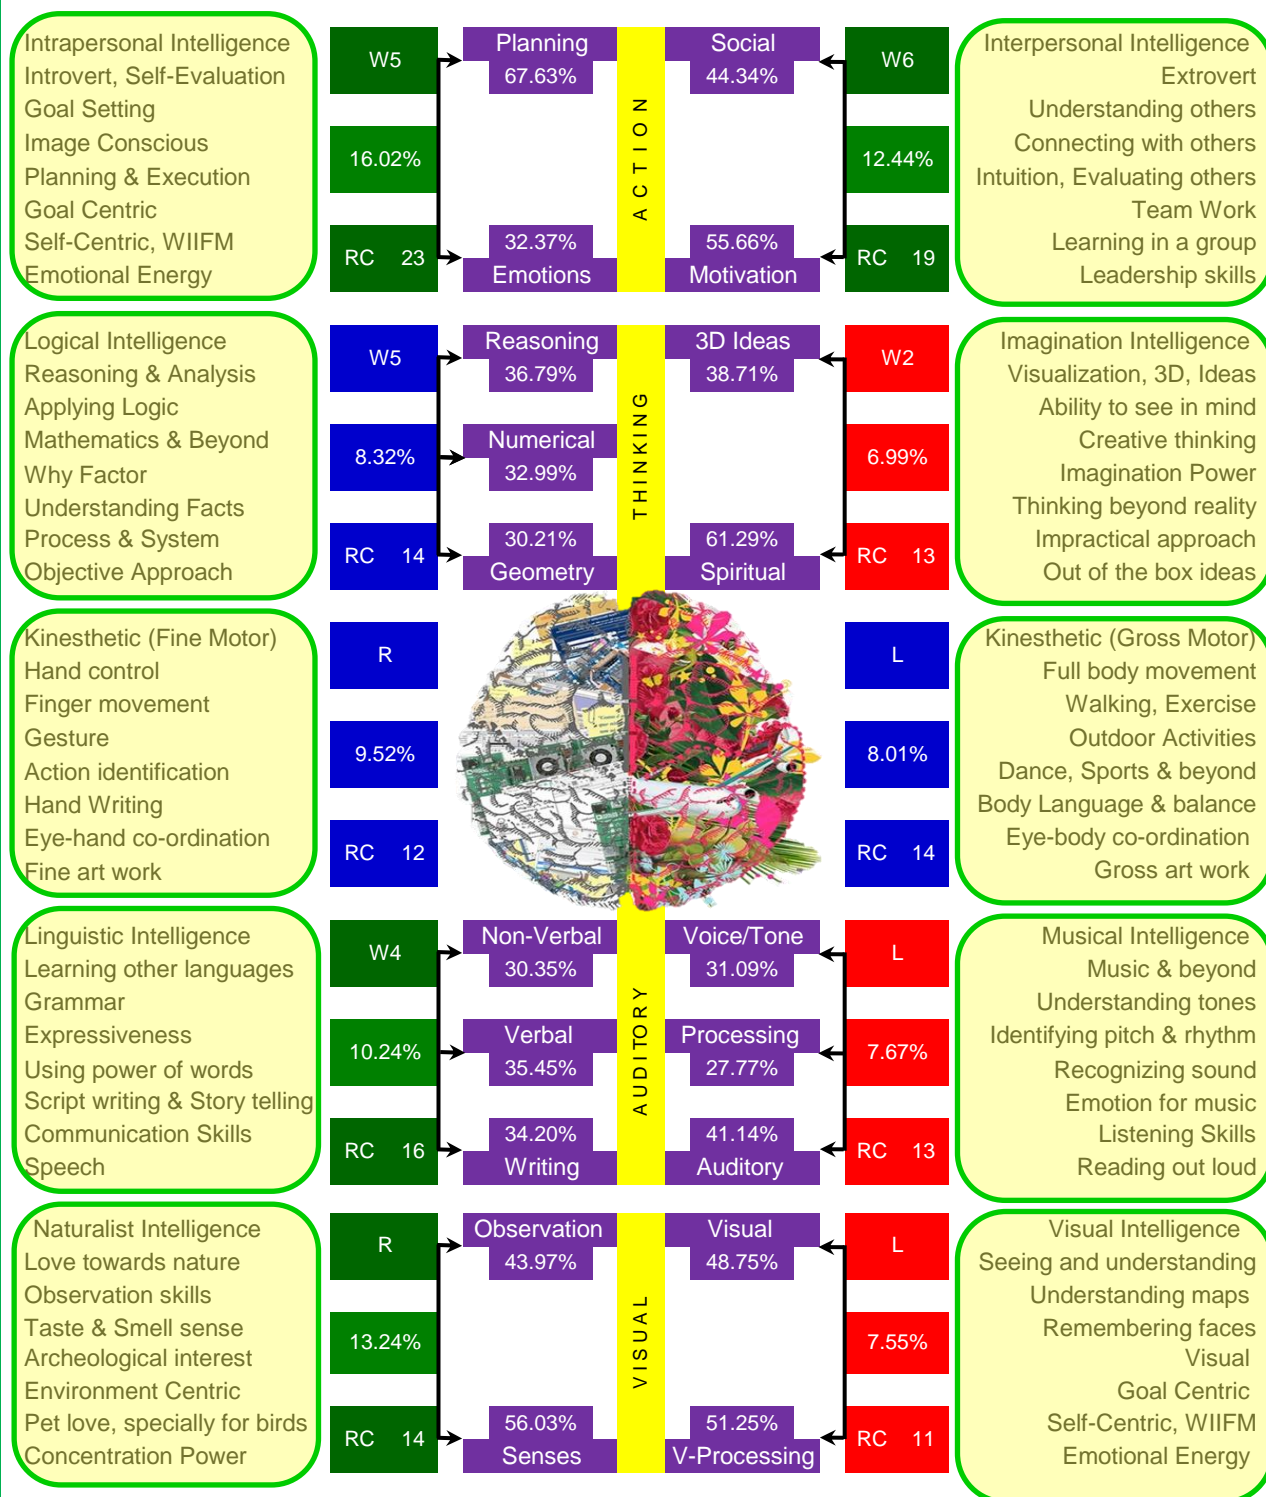 Intrapersonal Intelligence
Introvert, Self-Evaluation
Goal Setting
Image Conscious
Planning & Execution
Goal Centric
Self-Centric, WIIFM
Emotional Energy
W5
16.02%
RC 23
Planning
67.63%
32.37%
Emotions
ACTION
Social
44.34%
55.66%
Motivation
W6
12.44%
RC 19
Interpersonal Intelligence
Extrovert
Understanding others
Connecting with others
Intuition, Evaluating others
Team Work
Learning in a group
Leadership skills
Logical Intelligence
Reasoning & Analysis
Applying Logic
Mathematics & Beyond
Why Factor
Understanding Facts
Process & System
Objective Approach
W5
8.32%
RC 14
Reasoning
36.79%
Numerical
32.99%
30.21%
Geometry
THINKING
3D Ideas
38.71%
61.29%
Spiritual
W2
6.99%
RC 13
Imagination Intelligence
Visualization, 3D, Ideas
Ability to see in mind
Creative thinking
Imagination Power
Thinking beyond reality
Impractical approach
Out of the box ideas
Kinesthetic (Fine Motor)
Hand control
Finger movement
Gesture
Action identification
Hand Writing
Eye-hand co-ordination
Fine art work
R
9.52%
RC 12
L
8.01%
RC 14
Kinesthetic (Gross Motor)
Full body movement
Walking, Exercise
Outdoor Activities
Dance, Sports & beyond
Body Language & balance
Eye-body co-ordination
Gross art work
Linguistic Intelligence
Learning other languages
Grammar
Expressiveness
Using power of words
Script writing & Story telling
Communication Skills
Speech
W4
10.24%
RC 16
Non-Verbal
30.35%
Verbal
35.45%
34.20%
Writing
AUDITORY
Voice/Tone
31.09%
Processing
27.77%
41.14%
Auditory
L
7.67%
RC 13
Musical Intelligence
Music & beyond
Understanding tones
Identifying pitch & rhythm
Recognizing sound
Emotion for music
Listening Skills
Reading out loud
Naturalist Intelligence
Love towards nature
Observation skills
Taste & Smell sense
Archeological interest
Environment Centric
Pet love, specially for birds
Concentration Power
R
13.24%
RC 14
Observation
43.97%
56.03%
Senses
VISUAL
Visual
48.75%
51.25%
V-Processing
L
7.55%
RC 11
Visual Intelligence
Seeing and understanding
Understanding maps
Remembering faces
Visual
Goal Centric
Self-Centric, WIIFM
Emotional Energy